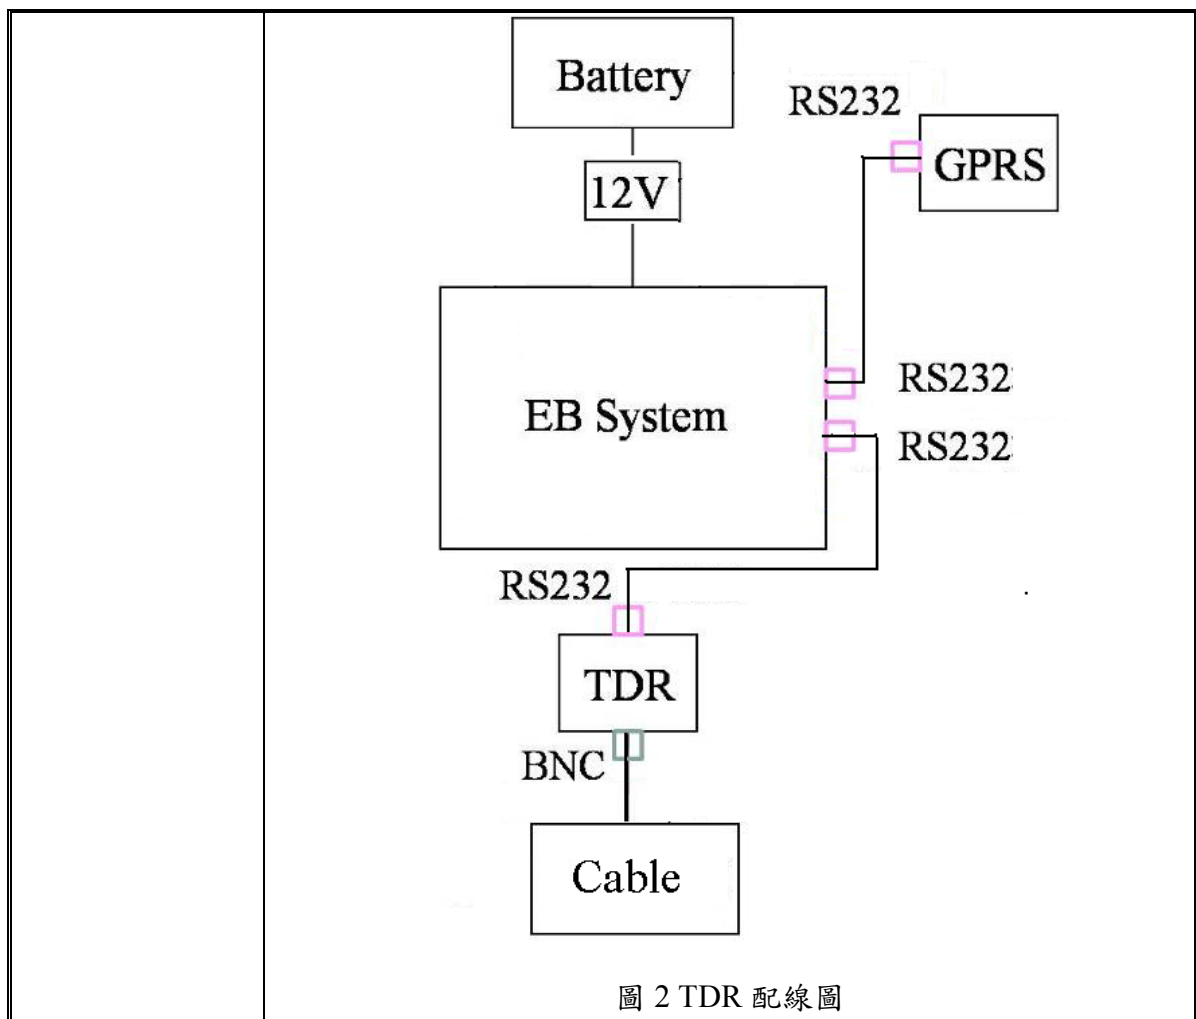 Battery
RS232
GPRS
12V
RS232
EB System
RS232
RS232
TDR
BNC
Cable
圖 2 TDR 配線圖